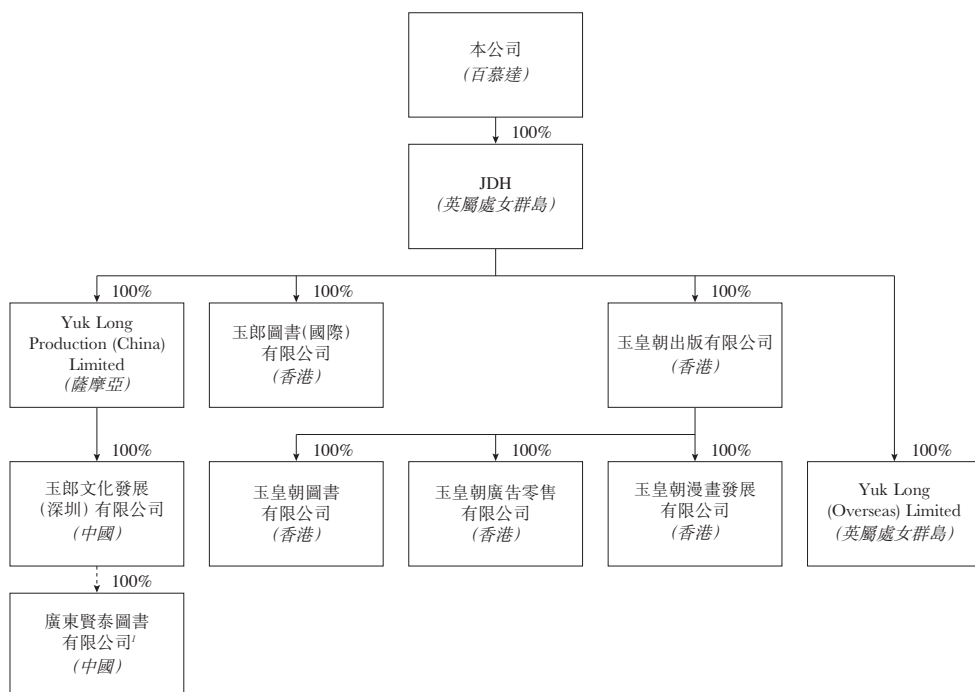 本公司
(百慕達)
100%
JDH
(英屬處女群島)
100%
Yuk Long
Production (China)
Limited
(薩摩亞)
100%
玉郎圖書(國際)
有限公司
(香港)
100%
玉皇朝出版有限公司
(香港)
100%
玉郎文化發展
(深圳) 有限公司
(中國)
100%
玉皇朝圖書
有限公司
(香港)
100%
玉皇朝廣告零售
有限公司
(香港)
100%
玉皇朝漫畫發展
有限公司
(香港)
100%
Yuk Long
(Overseas) Limited
(英屬處女群島)
100%
廣東賢泰圖書
有限公司1
(中國)